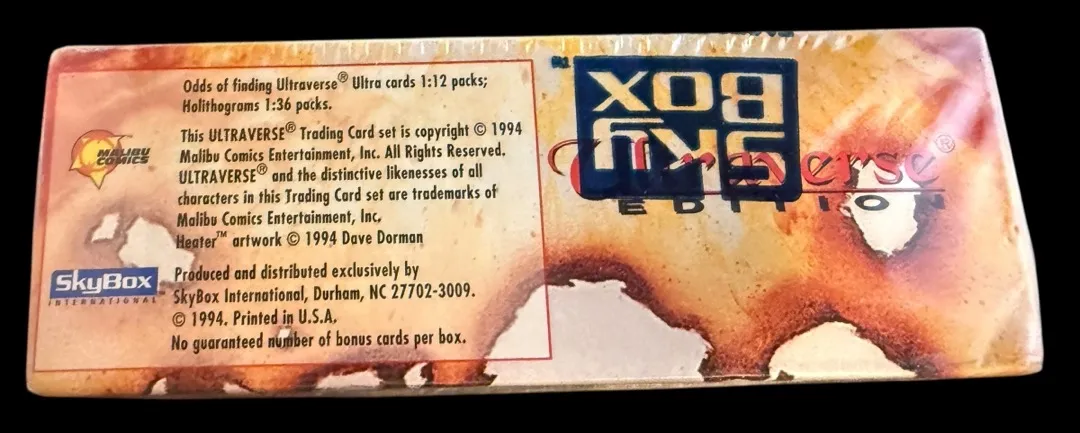 Odds of finding Ultraverse® Ultra cards 1:12 packs;
Holithograms 1:36 packs.
MALIBU
COMICS
This ULTRAVERSE® Trading Card set is copyright © 1994
Malibu Comics Entertainment, Inc. All Rights Reserved.
ULTRAVERSE® and the distinctive likenesses of all
characters in this Trading Card set are trademarks of
Malibu Comics Entertainment, Inc,
Heater™ artwork © 1994 Dave Dorman
SkyBox
INTERNATIONAL
Produced and distributed exclusively by
SkyBox International, Durham, NC 27702-3009.
© 1994. Printed in U.S.A.
No guaranteed number of bonus cards per box.
SKY
BOX
EDITION